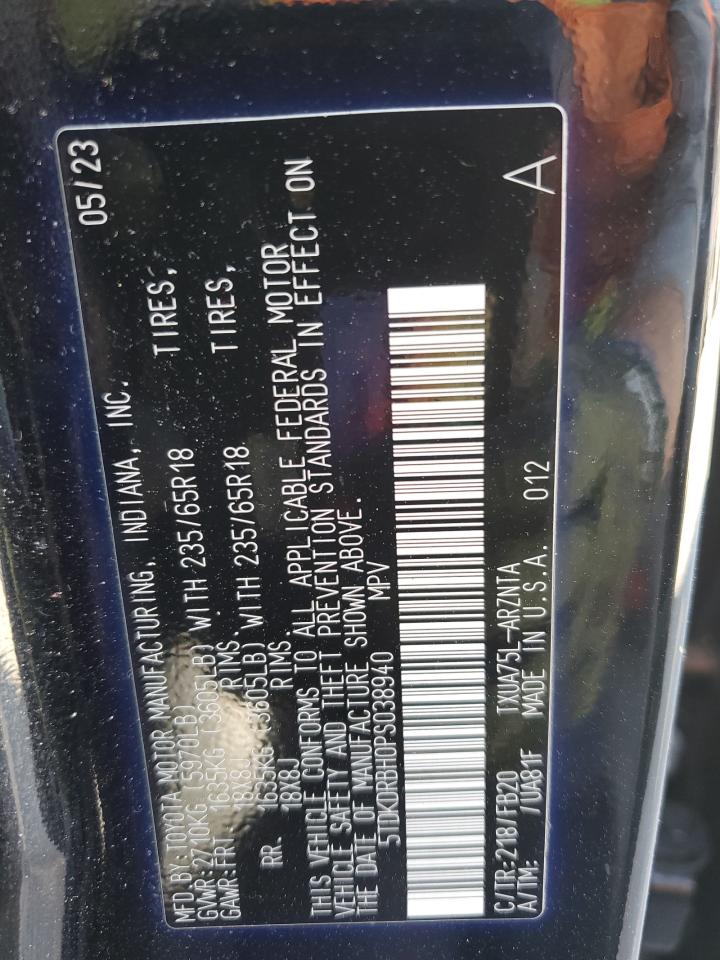 MFD. BY: TOYOTA MOTOR MANUFACTURING, INDIANA, INC. 05/23
GVWR: 2710KG (5970LB)
GAWR: FR. 1635KG (3605LB) WITH 235/65R18 TIRES,
18X8J RIMS.
RR. 1635KG (3605LB) WITH 235/65R18 TIRES,
18X8J RIMS.
THIS VEHICLE CONFORMS TO ALL APPLICABLE FEDERAL MOTOR
VEHICLE SAFETY AND THEFT PREVENTION STANDARDS IN EFFECT ON
THE DATE OF MANUFACTURE SHOWN ABOVE.
5TDKDRBH0PS038940 MPV
C/TR: 218/FB20 TXUA75L-ARZNTA A
A/TM: /UA81F MADE IN U.S.A. 012